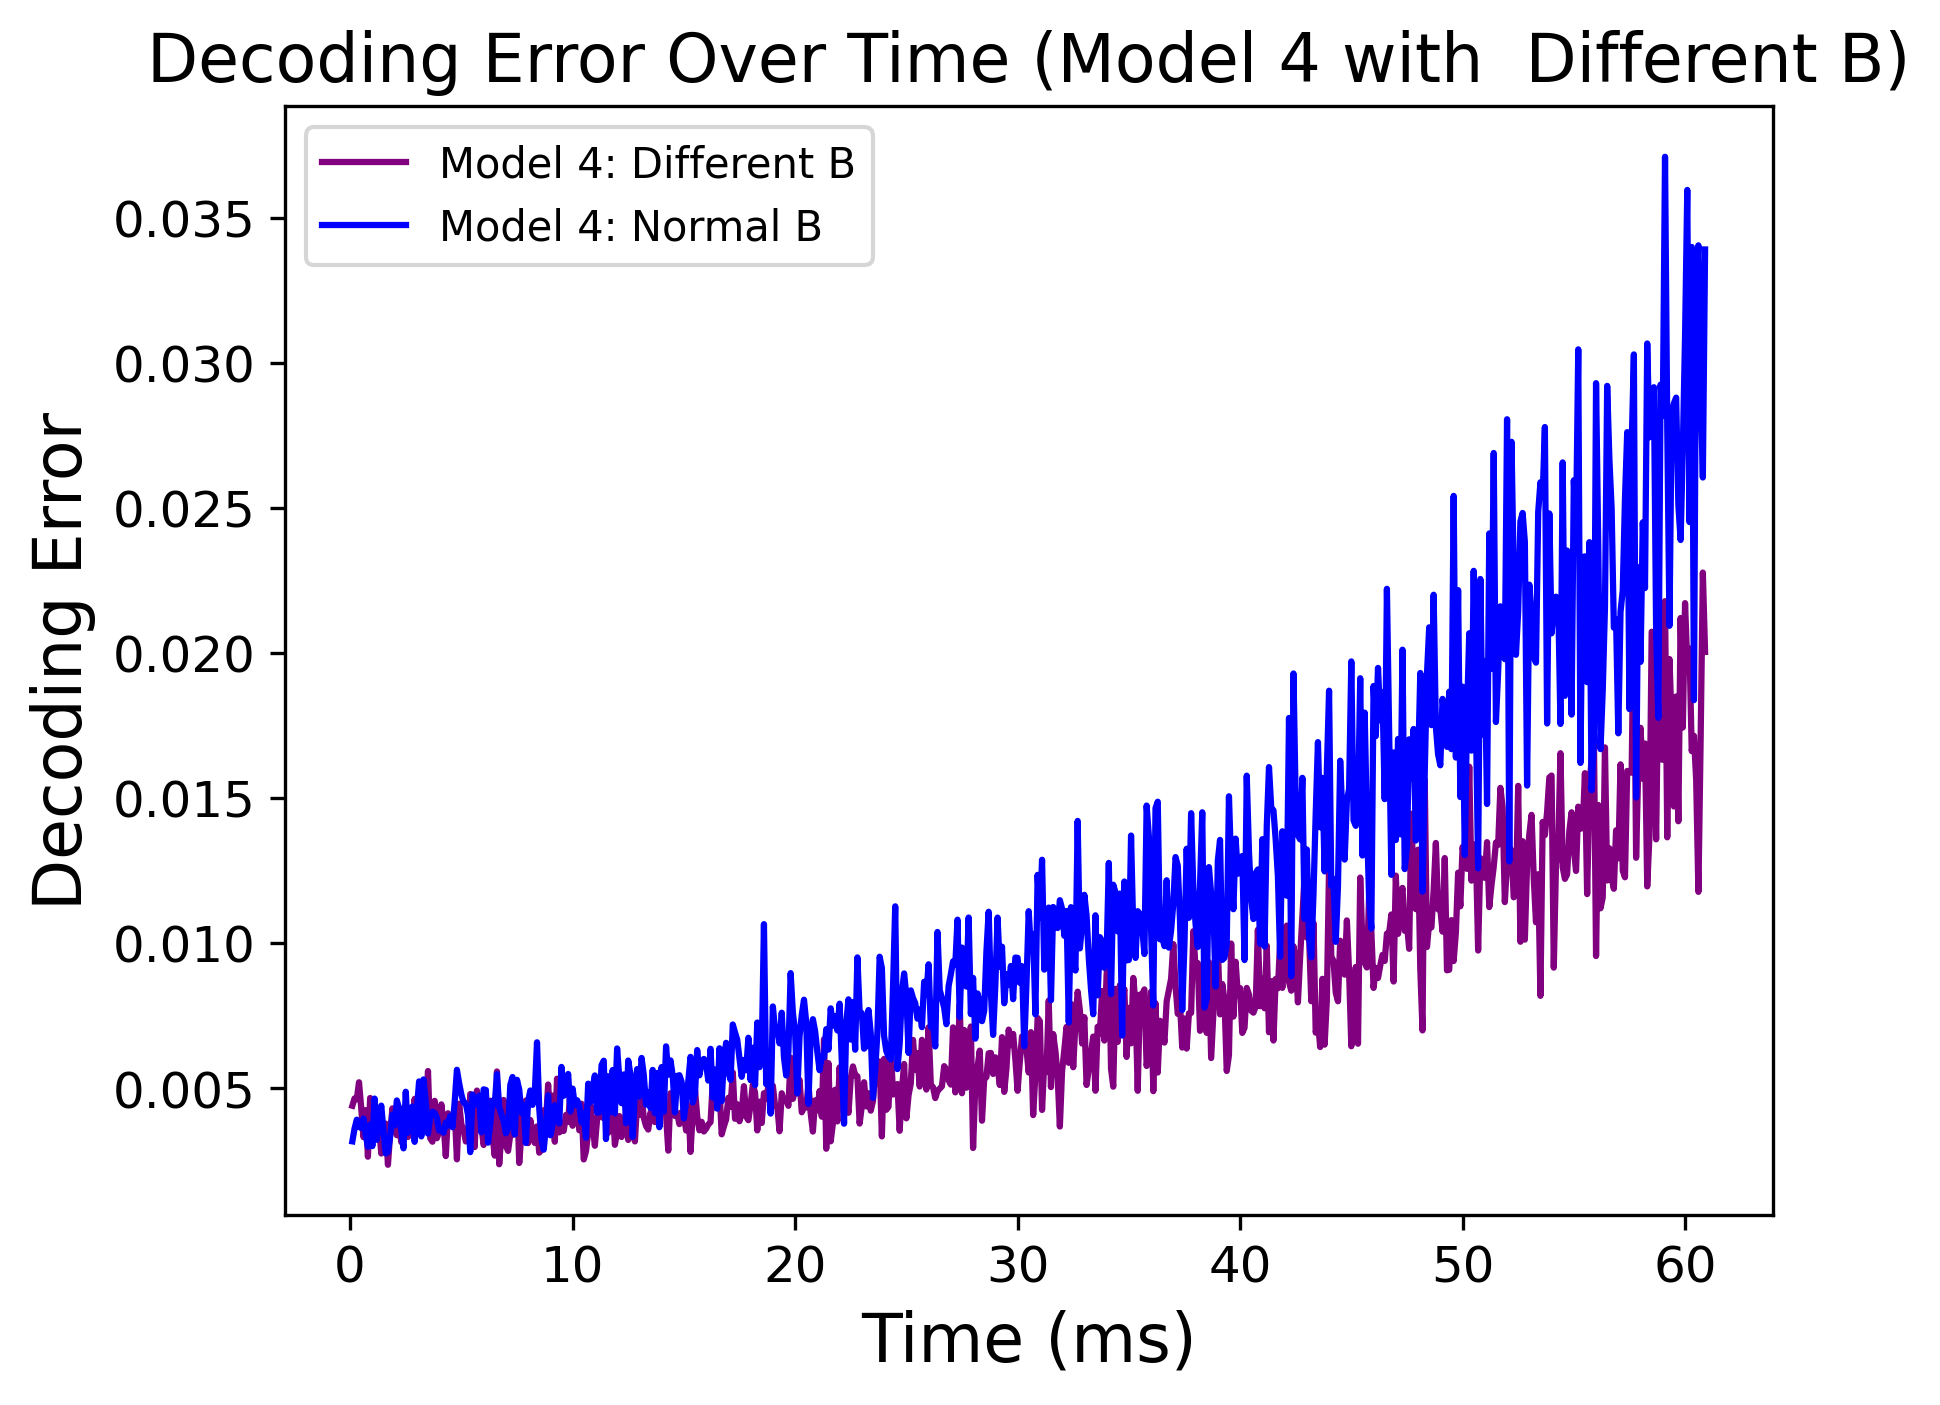 Decoding Error Over Time (Model 4 with  Different B)
Model 4: Different B
Model 4: Normal B
Decoding Error
0.035
0.030
0.025
0.020
0.015
0.010
0.005
0 10 20 30 40 50 60
Time (ms)